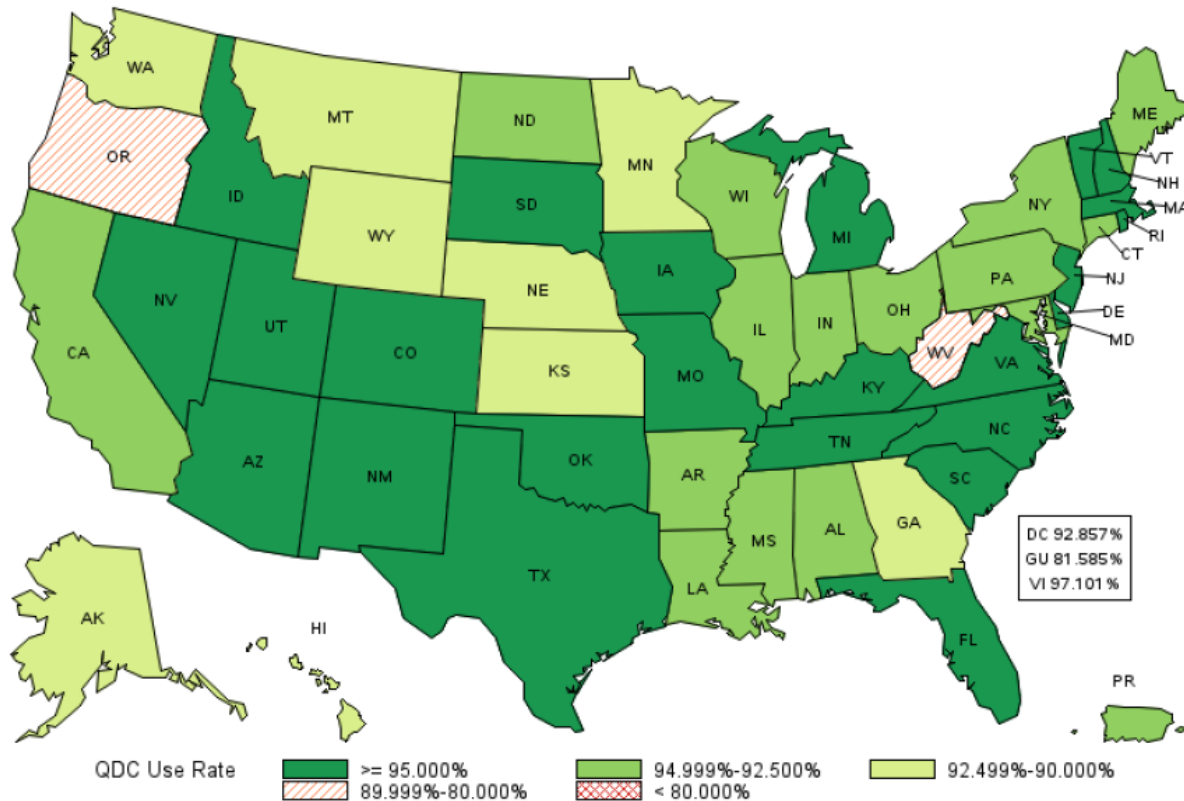 WA
MT
ND
MN
ME
OR
ID
SD
WI
MI
NY
VT
NH
MA
RI
CT
WY
IA
NE
PA
NJ
NV
UT
CO
IL
IN
OH
DE
MD
CA
KS
MO
WV
VA
KY
AZ
NM
OK
AR
TN
NC
SC
TX
LA
MS
AL
GA
FL
DC 92.857%
GU 81.585%
VI 97.101%
AK
HI
PR
QDC Use Rate
>= 95.000%
94.999%-92.500%
92.499%-90.000%
89.999%-80.000%
< 80.000%